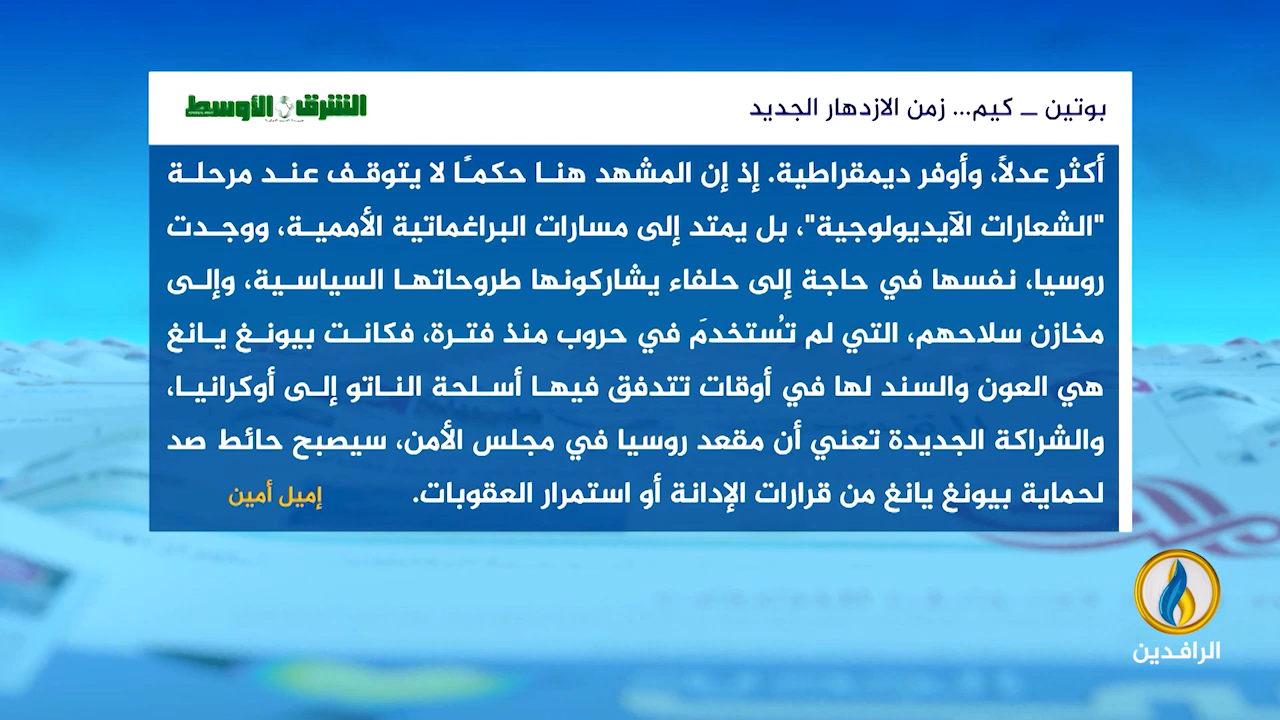 بوتين – كيم... زمن الازدهار الجديد
الشرق الأوسط
أكثر عدلاً، وأوفر ديمقراطية. إذ إن المشهد هنا حكمًا لا يتوقف عند مرحلة
"الشعارات الآيديولوجية"، بل يمتد إلى مسارات البراغماتية الأممية، ووجدت
روسيا، نفسها في حاجة إلى حلفاء يشاركونها طروحاتها السياسية، وإلى
مخازن سلاحهم، التي لم تُستخدمَ في حروب منذ فترة، فكانت بيونغ يانغ
هي العون والسند لها في أوقات تتدفق فيها أسلحة الناتو إلى أوكرانيا،
والشراكة الجديدة تعني أن مقعد روسيا في مجلس الأمن، سيصبح حائط صد
لحماية بيونغ يانغ من قرارات الإدانة أو استمرار العقوبات.
إميل أمين
الرافدين